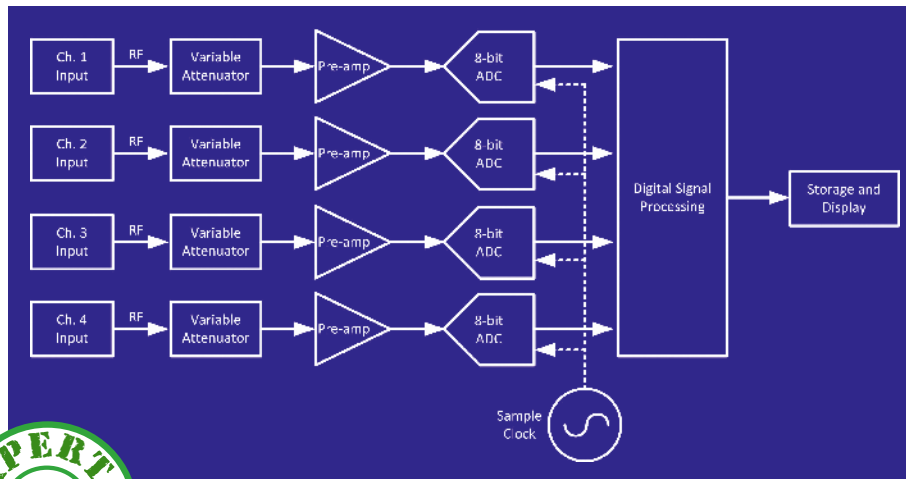 Ch. 1
Input
RF
Variable
Attenuator
Pre-amp
8-bit
ADC
Ch. 2
Input
RF
Variable
Attenuator
Pre-amp
8-bit
ADC
Digital Signal
Processing
Storage and
Display
Ch. 3
Input
RF
Variable
Attenuator
Pre-amp
8-bit
ADC
Ch. 4
Input
RF
Variable
Attenuator
Pre-amp
8-bit
ADC
Sample
Clock